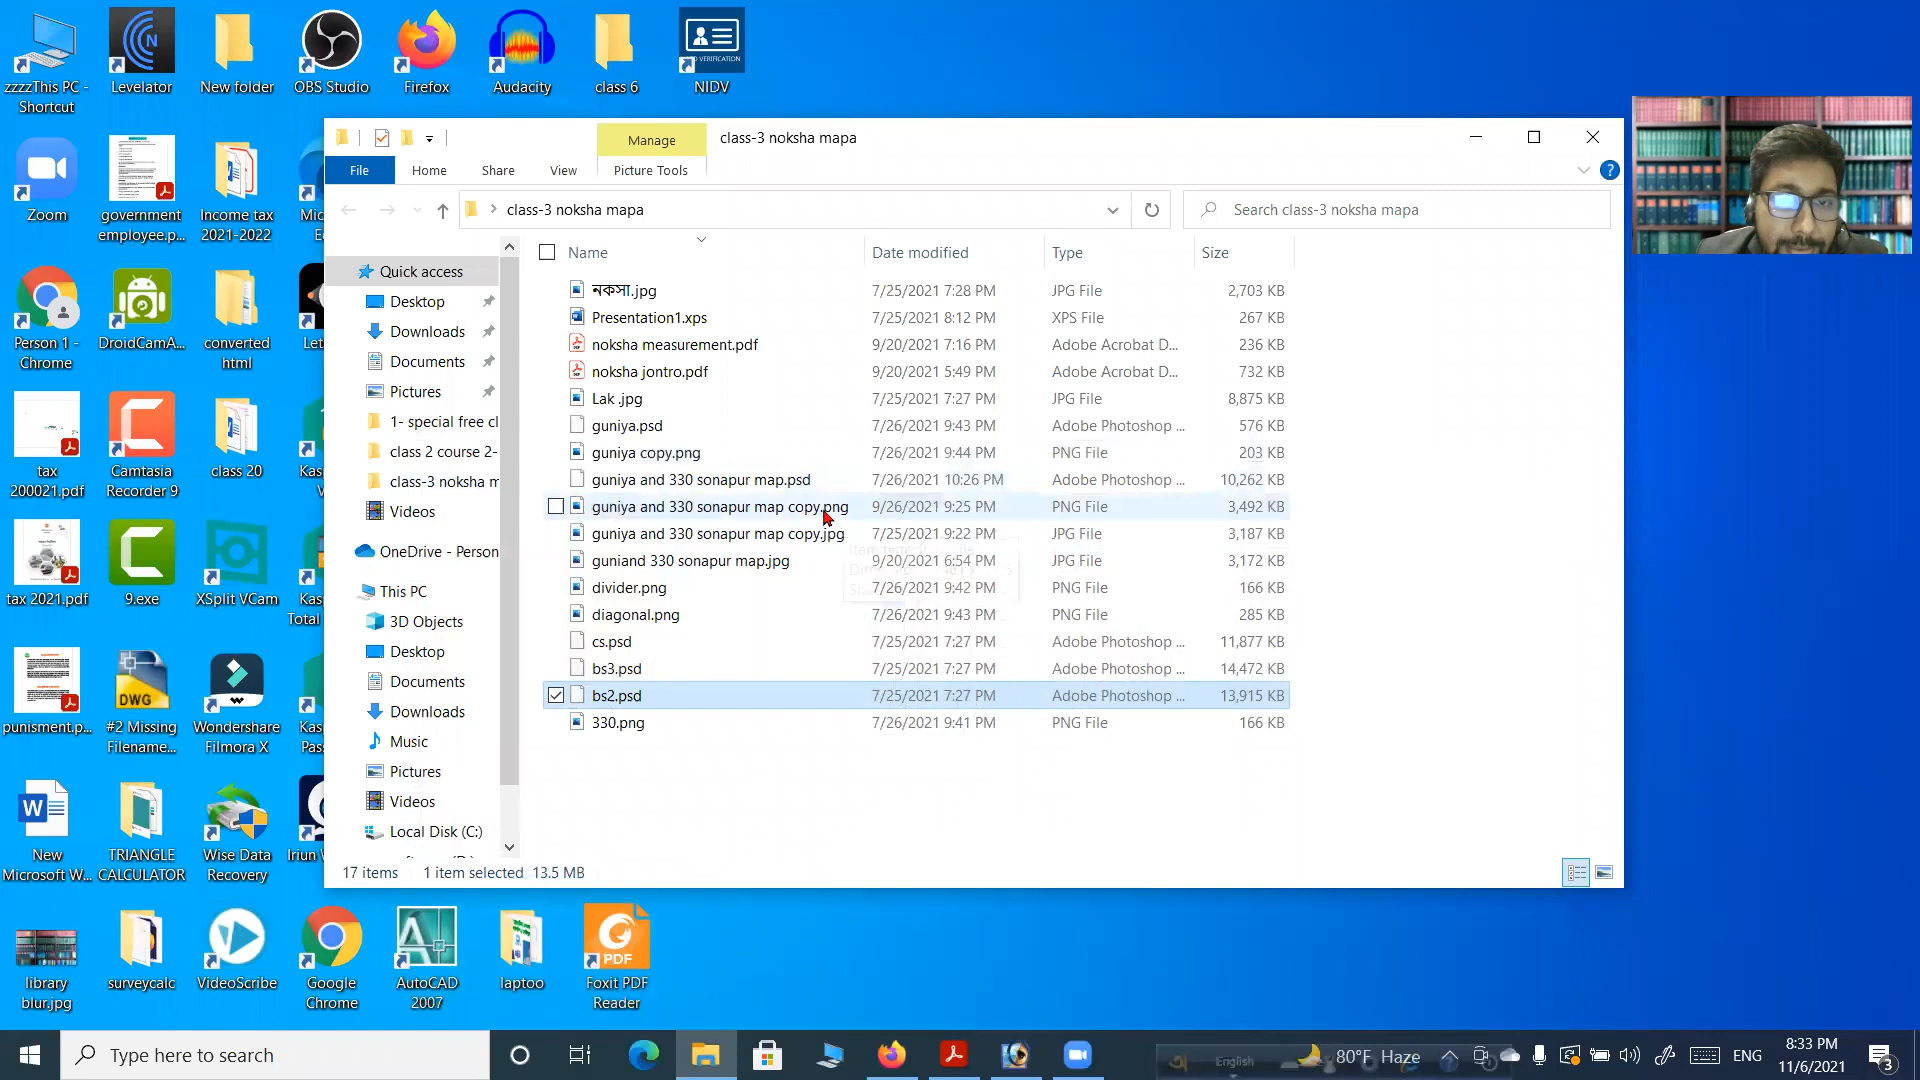 zzzzThis PC -
Shortcut
Levelator
New folder
OBS Studio
Firefox
Audacity
class 6
VERIFICATION
NIDV
Zoom
government
employee.p...
Income tax
2021-2022
Person 1 -
Chrome
DroidCamA...
converted
html
tax
200021.pdf
Camtasia
Recorder 9
class 20
tax 2021.pdf
9.exe
XSplit VCam
punisment.p...
DWG
#2 Missing
Filename...
Wondershare
Filmora X
New
Microsoft W...
TRIANGLE
CALCULATOR
Wise Data
Recovery
library
blur.jpg
surveycalc
VideoScribe
Google
Chrome
AutoCAD
2007
laptoo
PDF
Foxit PDF
Reader
Manage
class-3 noksha mapa
File
Home
Share
View
Picture Tools
class-3 noksha mapa
Search class-3 noksha mapa
Quick access
Desktop
Downloads
Documents
Pictures
1- special free cl
class 2 course 2-
class-3 noksha m
Videos
OneDrive - Person
This PC
3D Objects
Desktop
Documents
Downloads
Music
Pictures
Videos
Local Disk (C:)
Name Date modified Type Size
নকসা.jpg 7/25/2021 7:28 PM JPG File 2,703 KB
Presentation1.xps 7/25/2021 8:12 PM XPS File 267 KB
noksha measurement.pdf 9/20/2021 7:16 PM Adobe Acrobat D... 236 KB
noksha jontro.pdf 9/20/2021 5:49 PM Adobe Acrobat D... 732 KB
Lak .jpg 7/25/2021 7:27 PM JPG File 8,875 KB
guniya.psd 7/26/2021 9:43 PM Adobe Photoshop ... 576 KB
guniya copy.png 7/26/2021 9:44 PM PNG File 203 KB
guniya and 330 sonapur map.psd 7/26/2021 10:26 PM Adobe Photoshop ... 10,262 KB
guniya and 330 sonapur map copy.png 9/26/2021 9:25 PM PNG File 3,492 KB
guniya and 330 sonapur map copy.jpg 7/25/2021 9:22 PM JPG File 3,187 KB
guniand 330 sonapur map.jpg 9/20/2021 6:54 PM JPG File 3,172 KB
divider.png 7/26/2021 9:42 PM PNG File 166 KB
diagonal.png 7/26/2021 9:43 PM PNG File 285 KB
cs.psd 7/25/2021 7:27 PM Adobe Photoshop ... 11,877 KB
bs3.psd 7/25/2021 7:27 PM Adobe Photoshop ... 14,472 KB
bs2.psd 7/25/2021 7:27 PM Adobe Photoshop ... 13,915 KB
330.png 7/26/2021 9:41 PM PNG File 166 KB
17 items 1 item selected 13.5 MB
Type here to search
English
80°F Haze
ENG
8:33 PM
11/6/2021
3